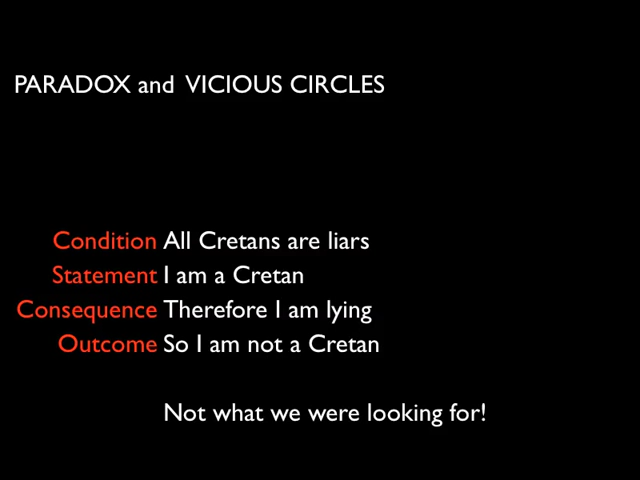 PARADOX and VICIOUS CIRCLES
Condition All Cretans are liars
Statement I am a Cretan
Consequence Therefore I am lying
Outcome So I am not a Cretan
Not what we were looking for!